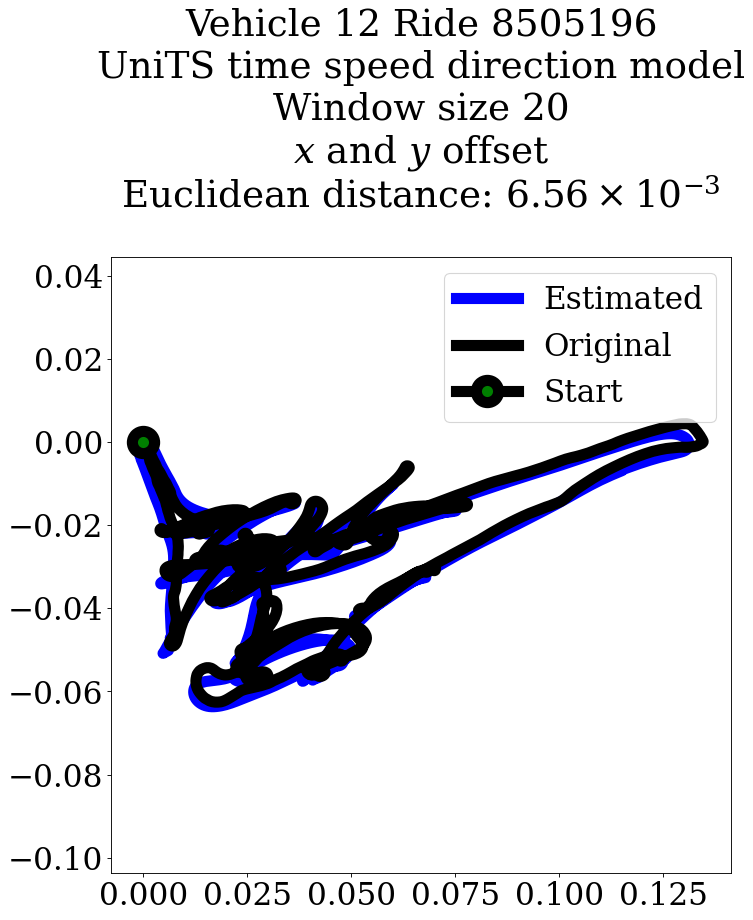 Vehicle 12 Ride 8505196
UniTS time speed direction model
Window size 20
x and y offset
Euclidean distance: 6.56 × 10⁻³
Estimated
Original
Start
0.04
0.02
0.00
−0.02
−0.04
−0.06
−0.08
−0.10
0.000 0.025 0.050 0.075 0.100 0.125